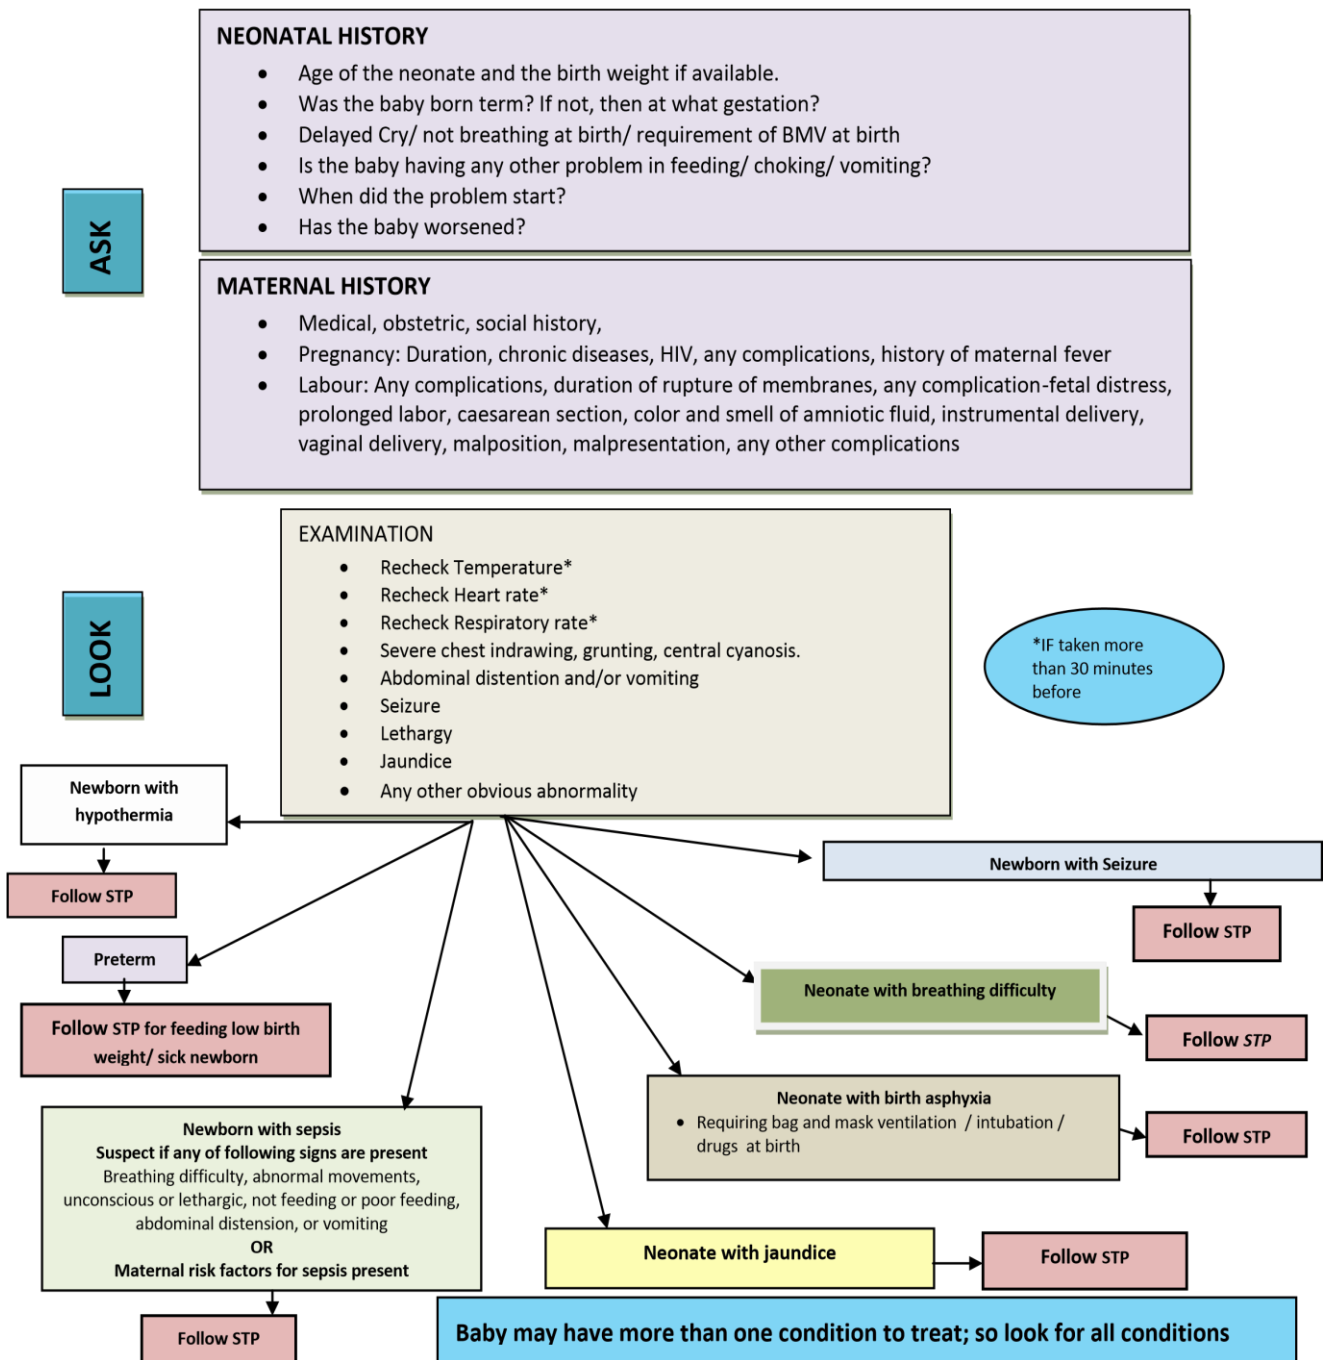 NEONATAL HISTORY
• Age of the neonate and the birth weight if available.
• Was the baby born term? If not, then at what gestation?
• Delayed Cry/ not breathing at birth/ requirement of BMV at birth
• Is the baby having any other problem in feeding/ choking/ vomiting?
• When did the problem start?
• Has the baby worsened?
ASK
MATERNAL HISTORY
• Medical, obstetric, social history,
• Pregnancy: Duration, chronic diseases, HIV, any complications, history of maternal fever
• Labour: Any complications, duration of rupture of membranes, any complication-fetal distress,
prolonged labor, caesarean section, color and smell of amniotic fluid, instrumental delivery,
vaginal delivery, malposition, malpresentation, any other complications
EXAMINATION
• Recheck Temperature*
• Recheck Heart rate*
• Recheck Respiratory rate*
• Severe chest indrawing, grunting, central cyanosis.
• Abdominal distention and/or vomiting
• Seizure
• Lethargy
• Jaundice
• Any other obvious abnormality
LOOK
*IF taken more
than 30 minutes
before
Newborn with
hypothermia
Follow STP
Newborn with Seizure
Follow STP
Preterm
Follow STP for feeding low birth
weight/ sick newborn
Neonate with breathing difficulty
Follow STP
Neonate with birth asphyxia
• Requiring bag and mask ventilation / intubation /
drugs at birth
Follow STP
Newborn with sepsis
Suspect if any of following signs are present
Breathing difficulty, abnormal movements,
unconscious or lethargic, not feeding or poor feeding,
abdominal distension, or vomiting
OR
Maternal risk factors for sepsis present
Follow STP
Neonate with jaundice
Follow STP
Baby may have more than one condition to treat; so look for all conditions